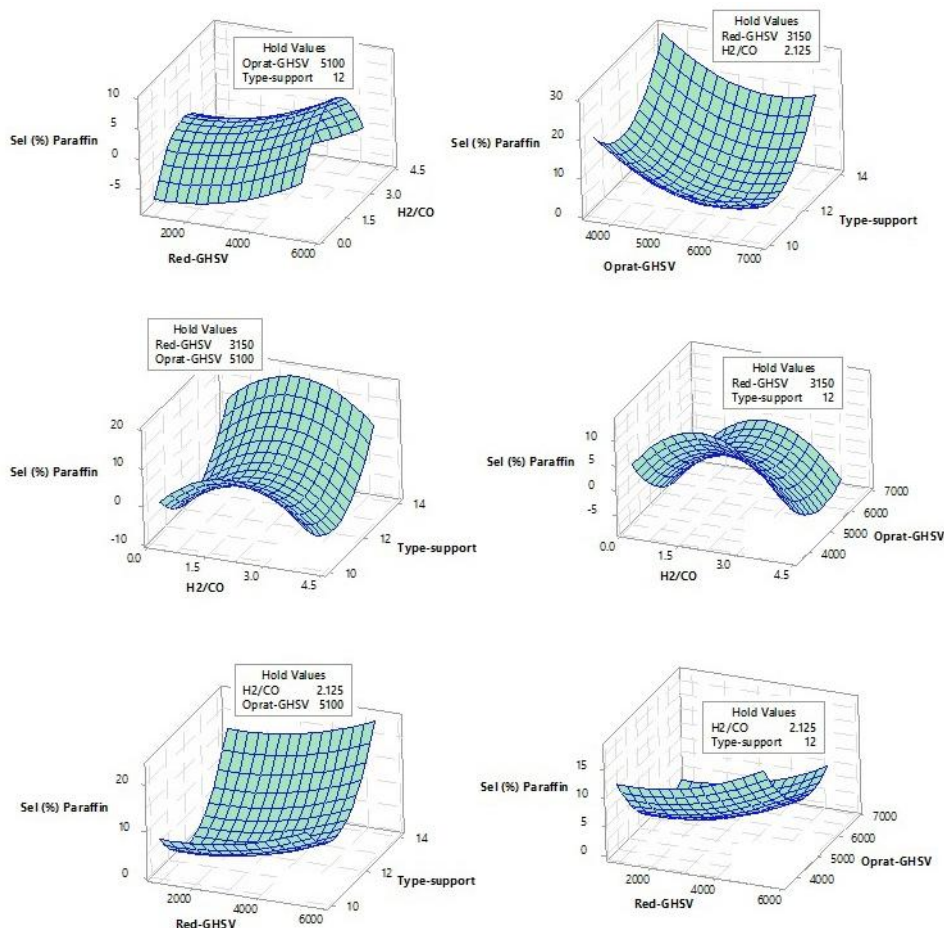 Hold Values
Oprat-GHSV 5100
Type-support 12
10
5
0
-5
Sel (%) Paraffin
2000
4000
6000
Red-GHSV
0.0
1.5
3.0
4.5
H2/CO
Hold Values
Red-GHSV 3150
H2/CO 2.125
30
20
10
0
Sel (%) Paraffin
4000
5000
6000
7000
Oprat-GHSV
10
12
14
Type-support
Hold Values
Red-GHSV 3150
Oprat-GHSV 5100
20
10
0
-10
Sel (%) Paraffin
0.0
1.5
3.0
4.5
H2/CO
10
12
14
Type-support
Hold Values
Red-GHSV 3150
Type-support 12
10
5
0
-5
Sel (%) Paraffin
0.0
1.5
3.0
4.5
H2/CO
4000
5000
6000
7000
Oprat-GHSV
Hold Values
H2/CO 2.125
Oprat-GHSV 5100
20
10
0
Sel (%) Paraffin
2000
4000
6000
Red-GHSV
10
12
14
Type-support
Hold Values
H2/CO 2.125
Type-support 12
15
10
5
0
Sel (%) Paraffin
2000
4000
6000
Red-GHSV
4000
5000
6000
7000
Oprat-GHSV